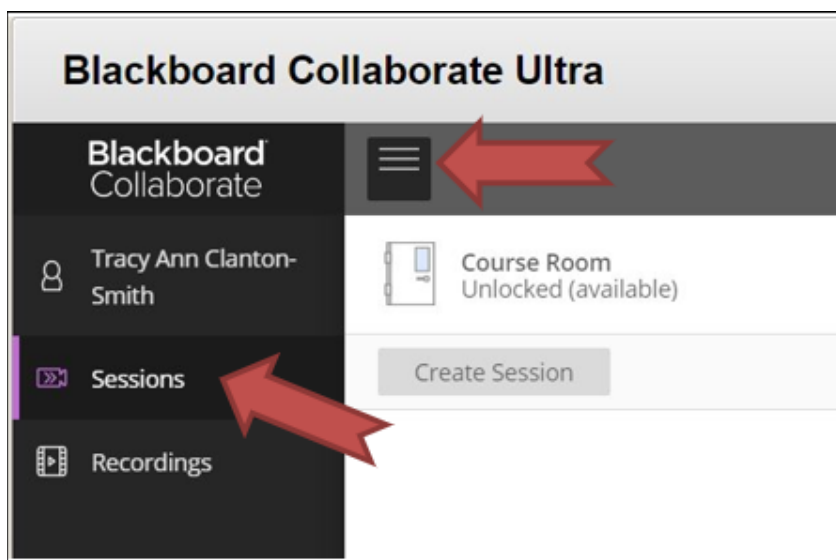 Blackboard Collaborate Ultra
Blackboard
Collaborate
Tracy Ann Clanton-
Smith
Course Room
Unlocked (available)
Sessions
Create Session
Recordings